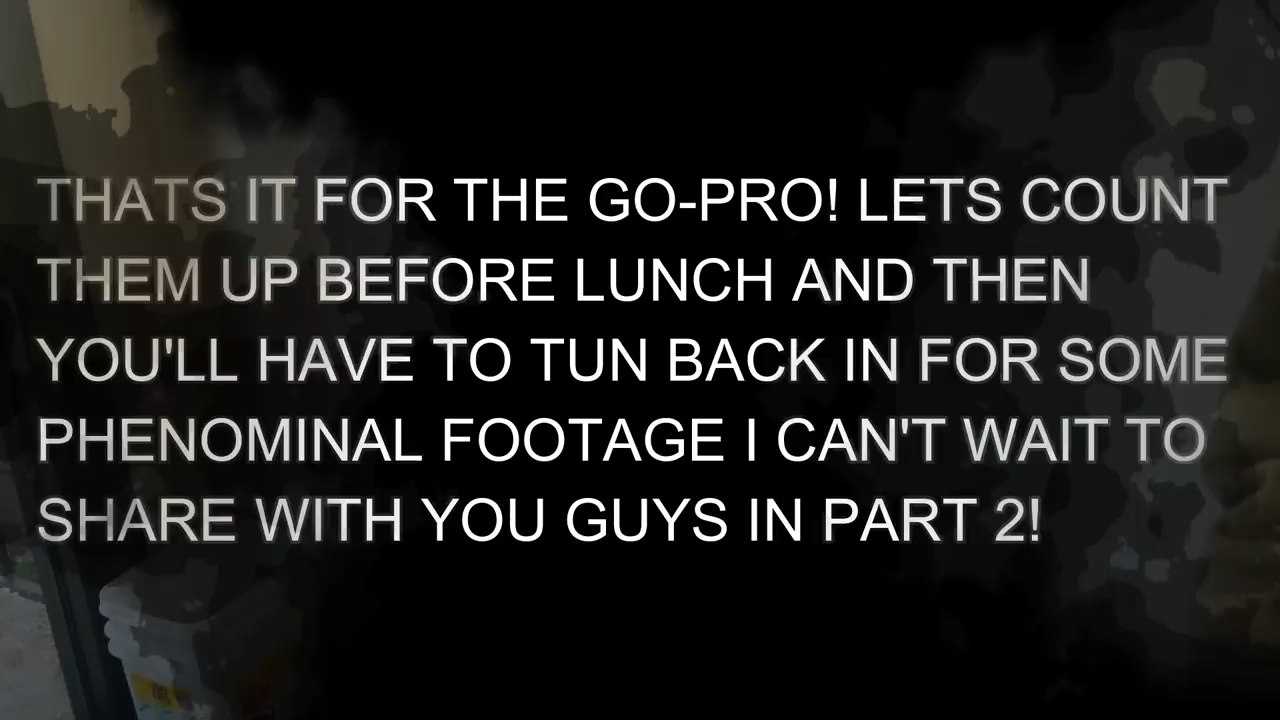 THATS IT FOR THE GO-PRO! LETS COUNT
THEM UP BEFORE LUNCH AND THEN
YOU'LL HAVE TO TUN BACK IN FOR SOME
PHENOMINAL FOOTAGE I CAN'T WAIT TO
SHARE WITH YOU GUYS IN PART 2!